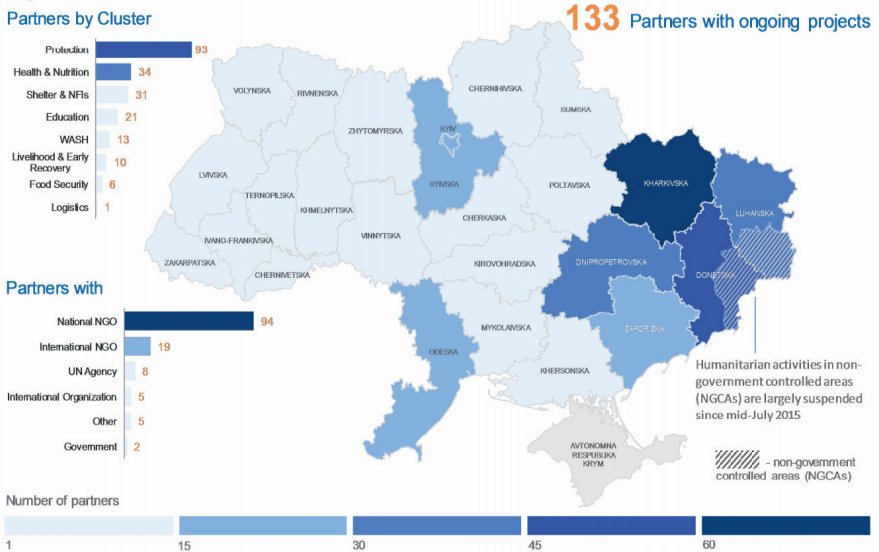 Partners by Cluster
133 Partners with ongoing projects
Protection 93
Health & Nutrition 34
Shelter & NFIs 31
Education 21
WASH 13
Livelihood & Early
Recovery 10
Food Security 6
Logistics 1
Partners with
National NGO 94
International NGO 19
UN Agency 8
International Organization 5
Other 5
Government 2
VOLYNSKA
RIVNENSKA
ZHYTOMYRSKA
KYIV
KYIVSKA
CHERNIHIVSKA
SUMSKA
LVIVSKA
TERNOPILSKA
KHMELNYTSKA
VINNYTSKA
CHERKASKA
POLTAVSKA
KHARKIVSKA
LUHANSKA
ZAKARPATSKA
IVANO-FRANKIVSKA
CHERNIVETSKA
KIROVOHRADSKA
DNIPROPETROVSKA
DONETSKA
ODESKA
MYKOLAIVSKA
KHERSONSKA
ZAPORIZKA
AVTONOMNA
RESPUBLIKA
KRYM
Humanitarian activities in non-
government controlled areas
(NGCAs) are largely suspended
since mid-July 2015
- non-government
controlled areas (NGCAs)
Number of partners
1 15 30 45 60